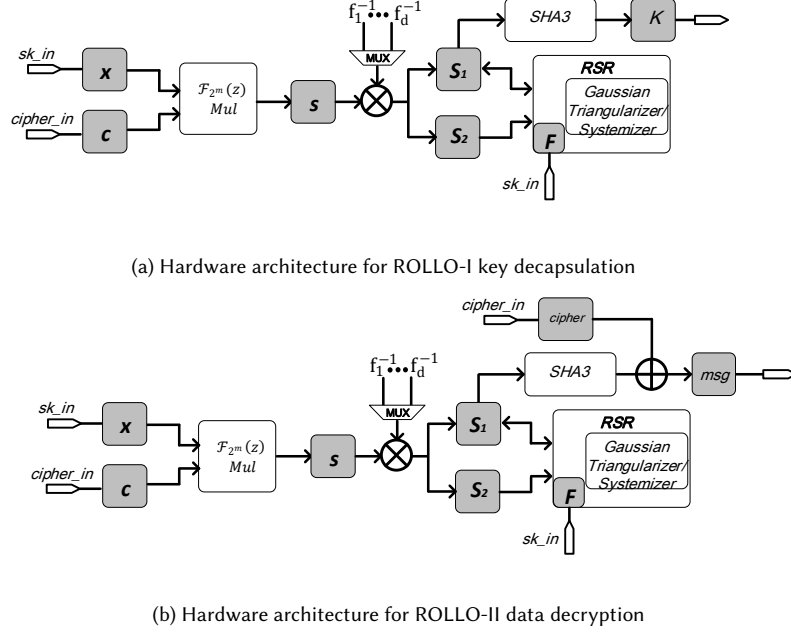 f₁⁻¹ ••• f_d⁻¹
SHA3
K
sk_in
x
MUX
S₁
RSR
Gaussian
Triangularizer/
Systemizer
𝓕₂ᵐ(z)
Mul
s
cipher_in
c
S₂
F
sk_in
(a) Hardware architecture for ROLLO-I key decapsulation
cipher_in
cipher
f₁⁻¹ ••• f_d⁻¹
SHA3
msg
sk_in
x
MUX
S₁
RSR
Gaussian
Triangularizer/
Systemizer
𝓕₂ᵐ(z)
Mul
s
cipher_in
c
S₂
F
sk_in
(b) Hardware architecture for ROLLO-II data decryption